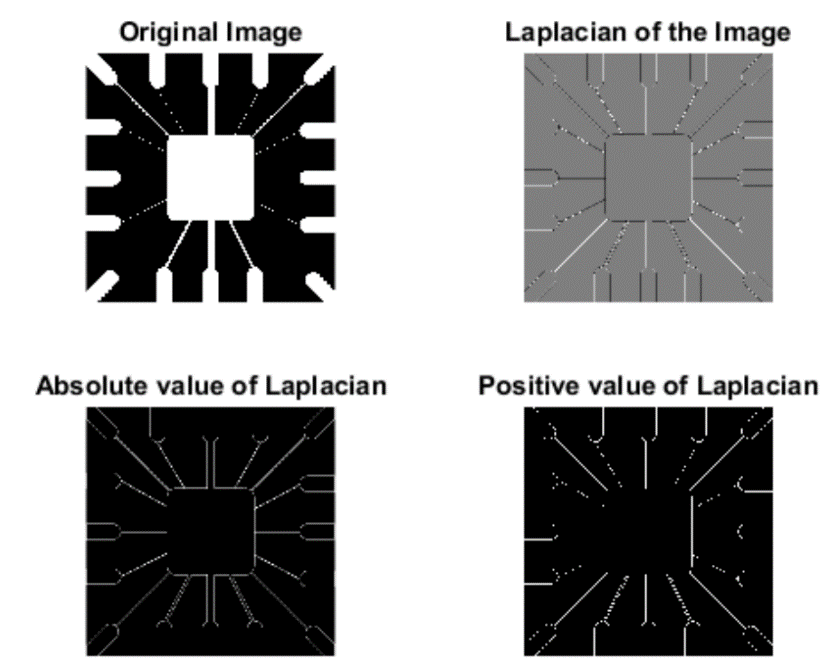 Original Image
Laplacian of the Image
Absolute value of Laplacian
Positive value of Laplacian